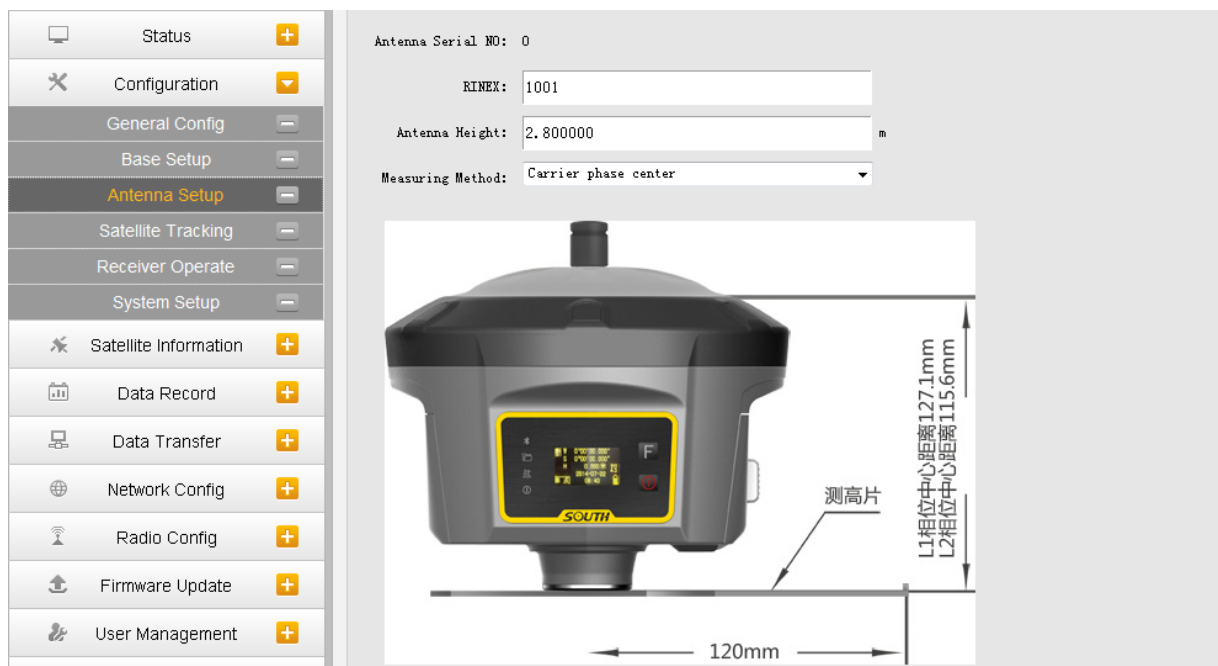 Status
Configuration
General Config
Base Setup
Antenna Setup
Satellite Tracking
Receiver Operate
System Setup
Satellite Information
Data Record
Data Transfer
Network Config
Radio Config
Firmware Update
User Management
Antenna Serial NO: 0
RINEX: 1001
Antenna Height: 2.800000 m
Measuring Method: Carrier phase center
F
SOUTH
测高片
L1相位中心距离127.1mm
L2相位中心距离115.6mm
120mm